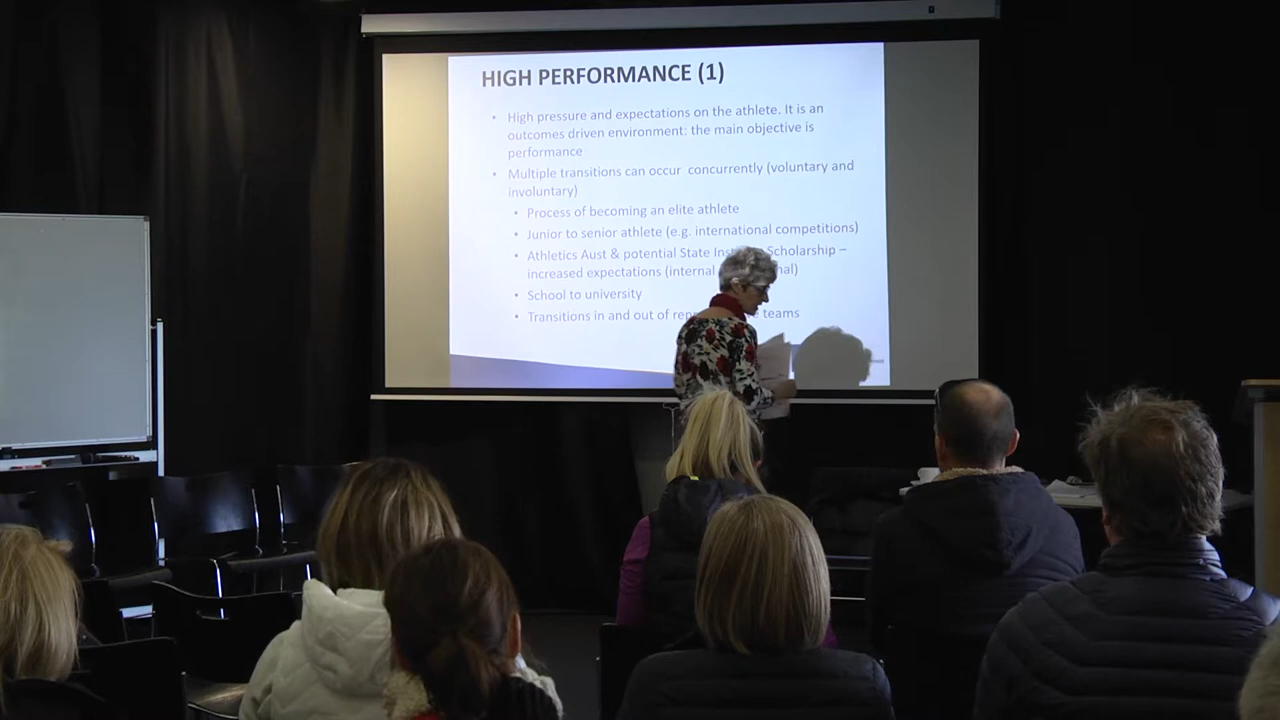 HIGH PERFORMANCE (1)
• High pressure and expectations on the athlete. It is an
outcomes driven environment: the main objective is
performance
• Multiple transitions can occur concurrently (voluntary and
involuntary)
• Process of becoming an elite athlete
• Junior to senior athlete (e.g. international competitions)
• Athletics Aust & potential State Scholarship –
increased expectations (internal
• School to university
• Transitions in and out of teams